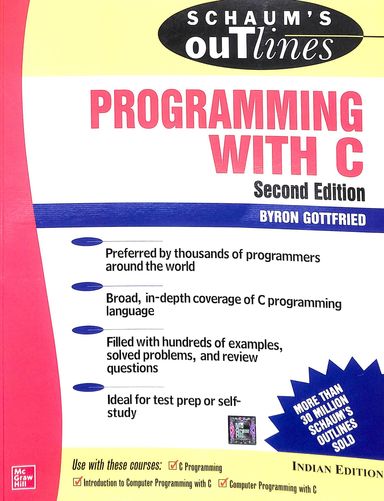 SCHAUM'S
ouTlines
PROGRAMMING
WITH C
Second Edition
BYRON GOTTFRIED
Preferred by thousands of programmers
around the world
Broad, in-depth coverage of C programming
language
Filled with hundreds of examples,
solved problems, and review
questions
Ideal for test prep or self-
study
MORE THAN
30 MILLION
SCHAUM'S
OUTLINES
SOLD
Mc
Graw
Hill
Use with these courses: C Programming
Introduction to Computer Programming with C
Computer Programming with C
INDIAN EDITION